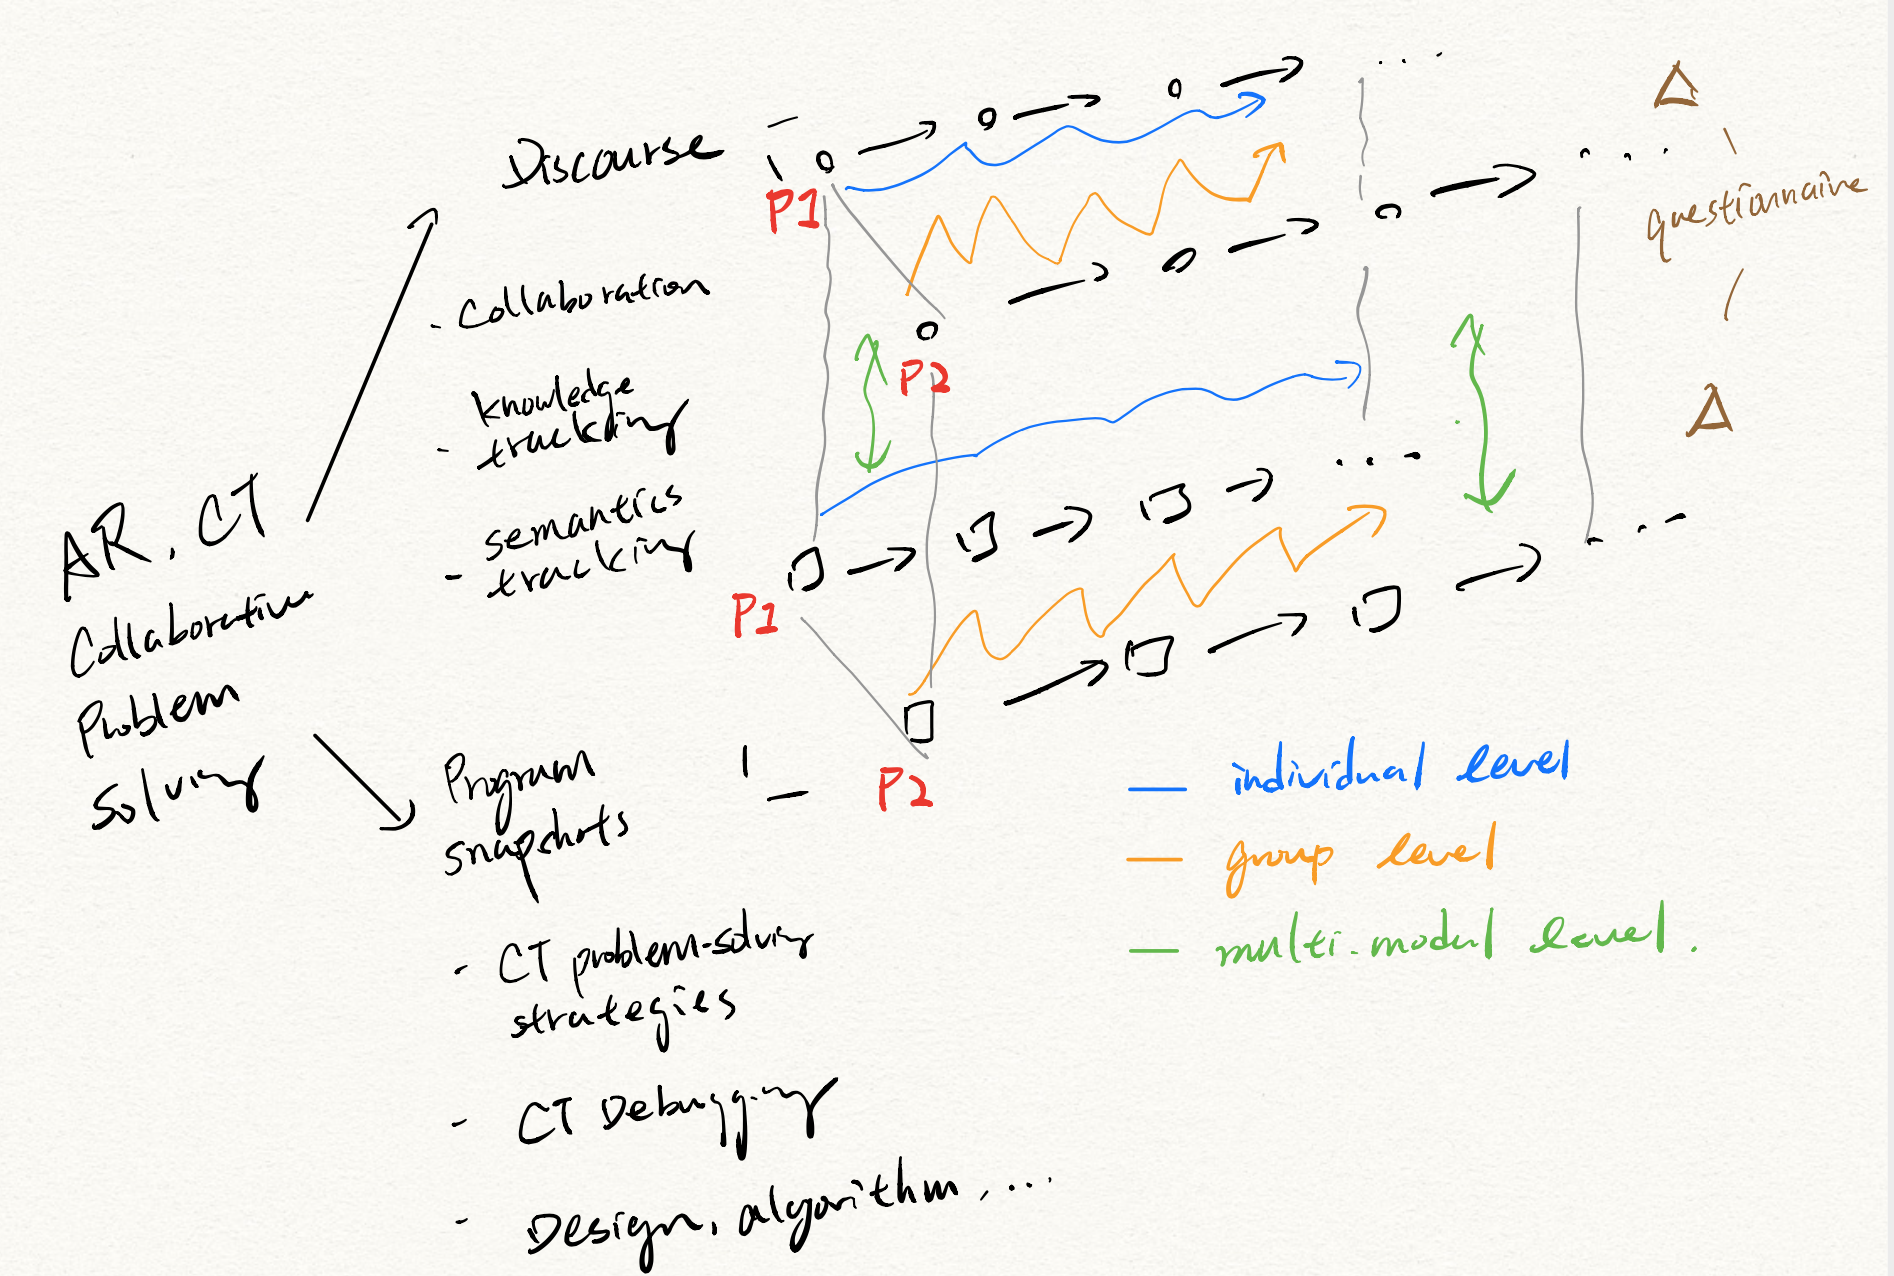 AR, CT
Collaborative
Problem
Solving
Discourse
- Collaboration
knowledge
- trackding
semantics
- tracking
Program
snapshots
- CT problem-solving
strategies
- CT Debugging
- Design, algorithm, ...
P1
P2
P1
P2
...
...
...
...
questionnaire
individual level
group level
multi-modal level.